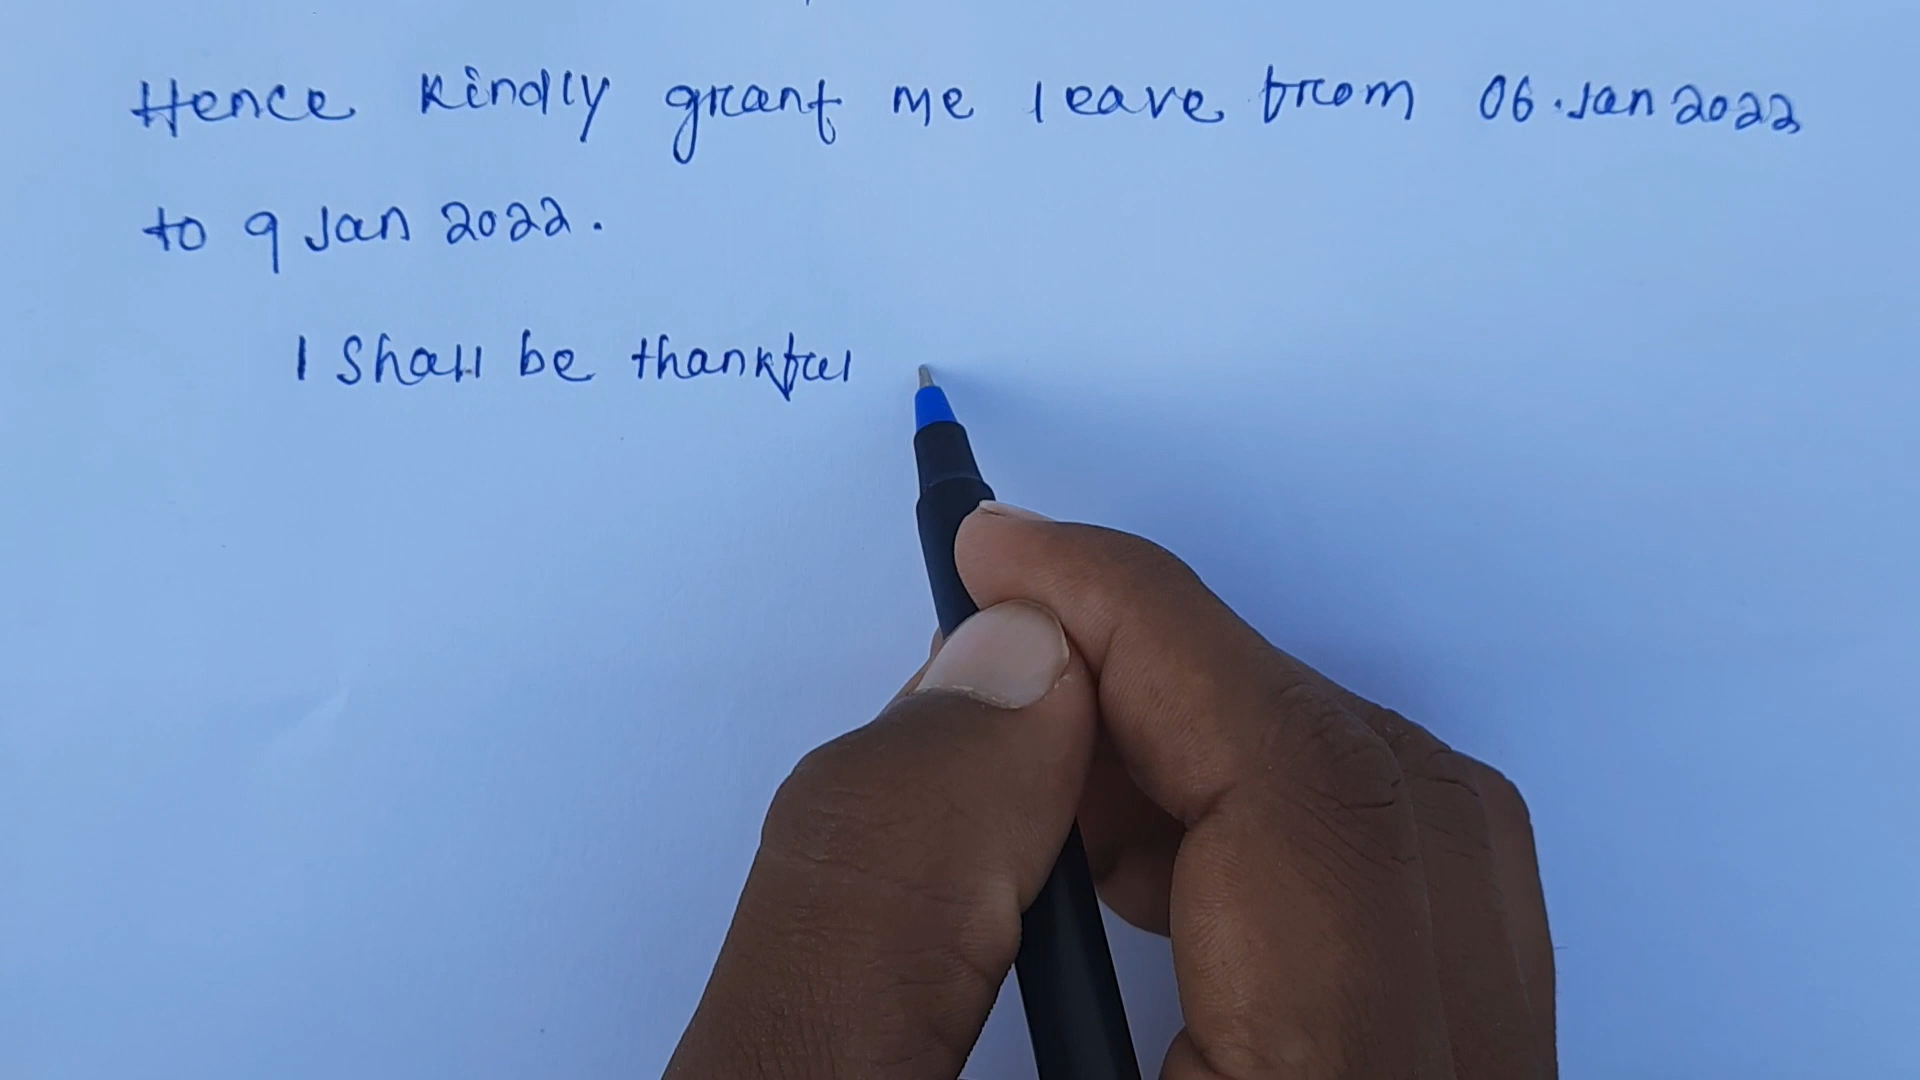 Hence kindly grant me leave from 06 Jan 2022
to 9 Jan 2022.
I shall be thankful